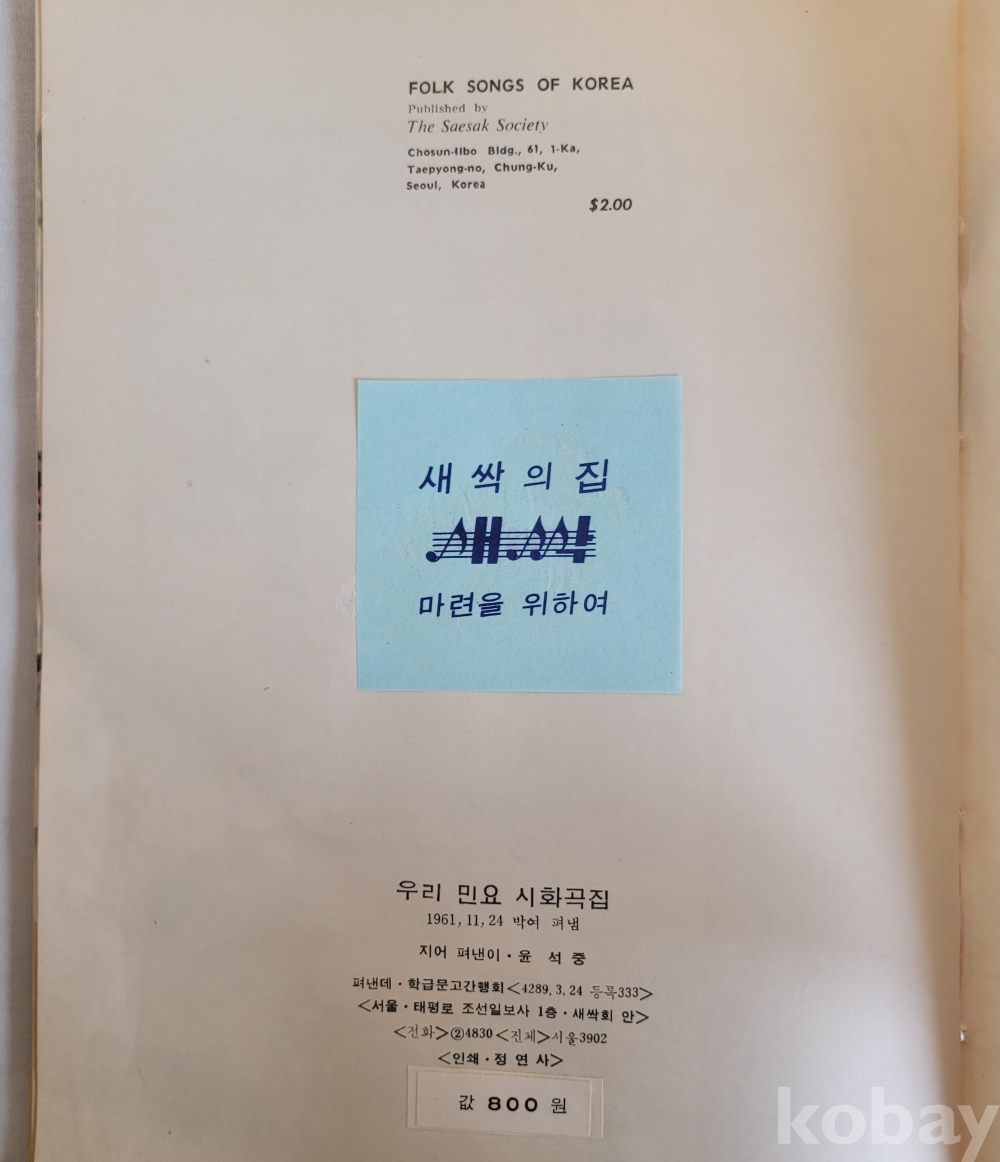 FOLK SONGS OF KOREA
Published by
The Saesak Society
Chosun-Ilbo Bldg., 61, 1-Ka,
Taepyong-no, Chung-Ku,
Seoul, Korea
$2.00
새 싹 의 집
새싹
마련을 위하여
우리 민요 시화곡집
1961, 11, 24 박어 펴냄
지어 펴낸이 · 윤 석 중
펴낸데 · 학급문고간행회<4289, 3, 24 등록333>
<서울 · 태평로 조선일보사 1층 · 새싹회 안>
<전화>②4830<진체>서울3902
<인쇄 · 정 연 사>
값 800 원
kobay